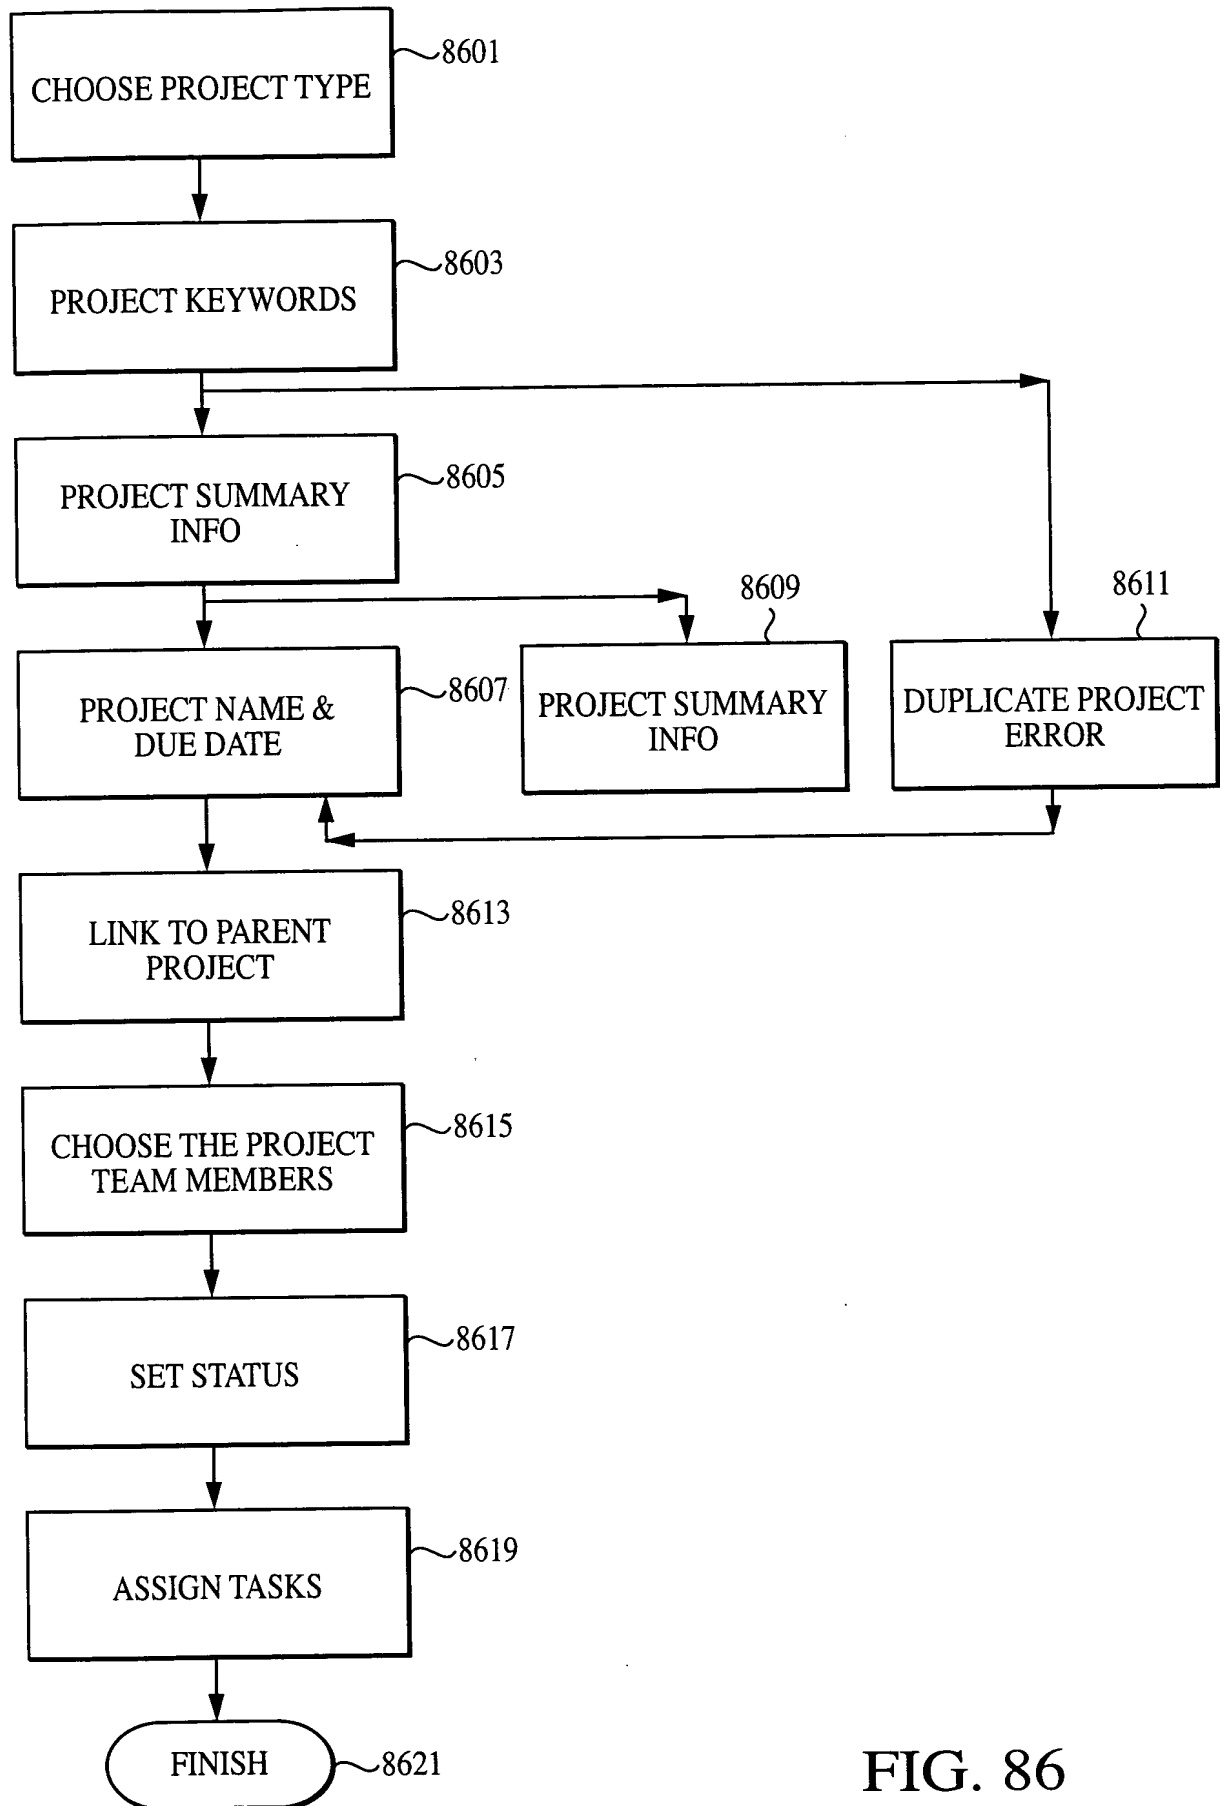 8601
CHOOSE PROJECT TYPE
8603
PROJECT KEYWORDS
8605
PROJECT SUMMARY
INFO
8609
8611
8607
PROJECT NAME &
DUE DATE
PROJECT SUMMARY
INFO
DUPLICATE PROJECT
ERROR
8613
LINK TO PARENT
PROJECT
8615
CHOOSE THE PROJECT
TEAM MEMBERS
8617
SET STATUS
8619
ASSIGN TASKS
FINISH
8621
FIG. 86